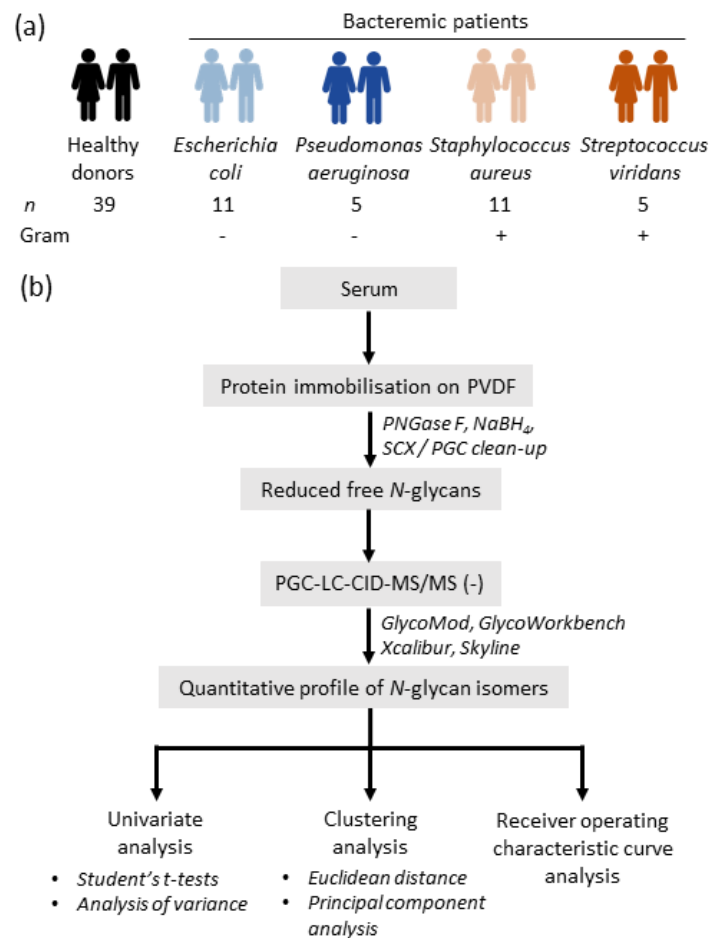 (a)
Bacteremic patients
Healthy donors
Escherichia coli
Pseudomonas aeruginosa
Staphylococcus aureus
Streptococcus viridans
n 39 11 5 11 5
Gram - - + +
(b)
Serum
Protein immobilisation on PVDF
PNGase F, NaBH₄,
SCX / PGC clean-up
Reduced free N-glycans
PGC-LC-CID-MS/MS (-)
GlycoMod, GlycoWorkbench
Xcalibur, Skyline
Quantitative profile of N-glycan isomers
Univariate
analysis
• Student's t-tests
• Analysis of variance
Clustering
analysis
• Euclidean distance
• Principal component
analysis
Receiver operating
characteristic curve
analysis